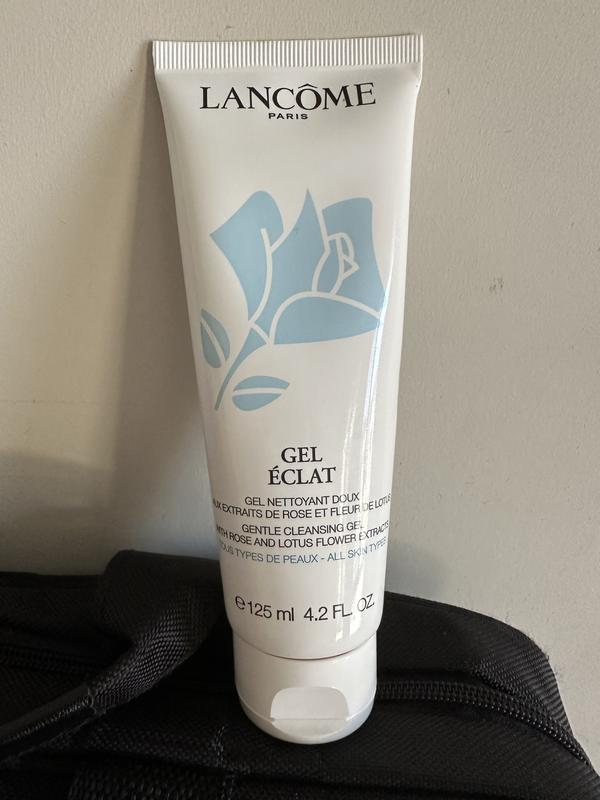 LANCÔME
PARIS
GEL
ÉCLAT
GEL NETTOYANT DOUX
AUX EXTRAITS DE ROSE ET FLEUR DE LOTUS
GENTLE CLEANSING GEL
WITH ROSE AND LOTUS FLOWER EXTRACTS
TOUS TYPES DE PEAUX - ALL SKIN TYPES
℮125 ml 4.2 FL. OZ.